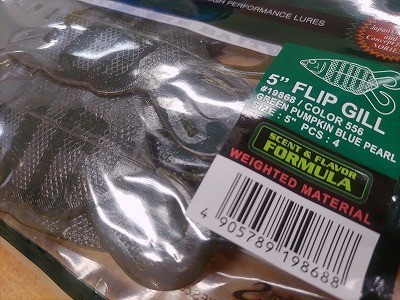 HIGH PERFORMANCE LURES
5" FLIP GILL
#19868 / COLOR 556
GREEN PUMPKIN BLUE PEARL
SIZE : 5" PCS : 4
SCENT & FLAVOR
FORMULA
WEIGHTED MATERIAL
4 905789 198688